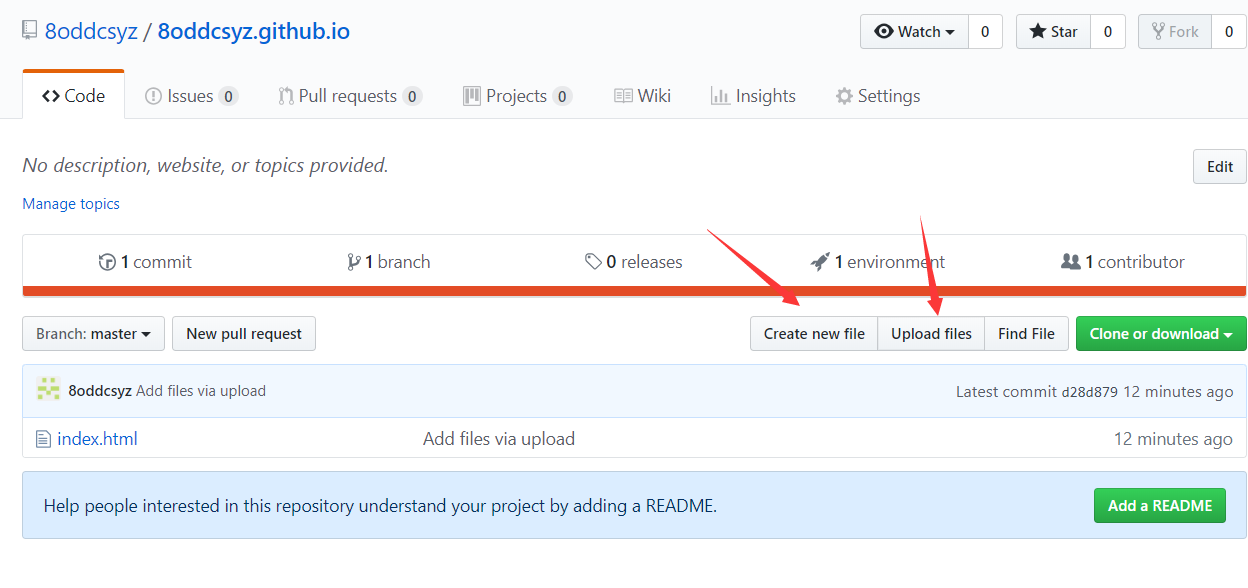 8oddcsyz / 8oddcsyz.github.io Watch 0 Star 0 Fork 0
Code Issues 0 Pull requests 0 Projects 0 Wiki Insights Settings
No description, website, or topics provided. Edit
Manage topics
1 commit 1 branch 0 releases 1 environment 1 contributor
Branch: master New pull request Create new file Upload files Find File Clone or download
8oddcsyz Add files via upload Latest commit d28d879 12 minutes ago
index.html Add files via upload 12 minutes ago
Help people interested in this repository understand your project by adding a README. Add a README